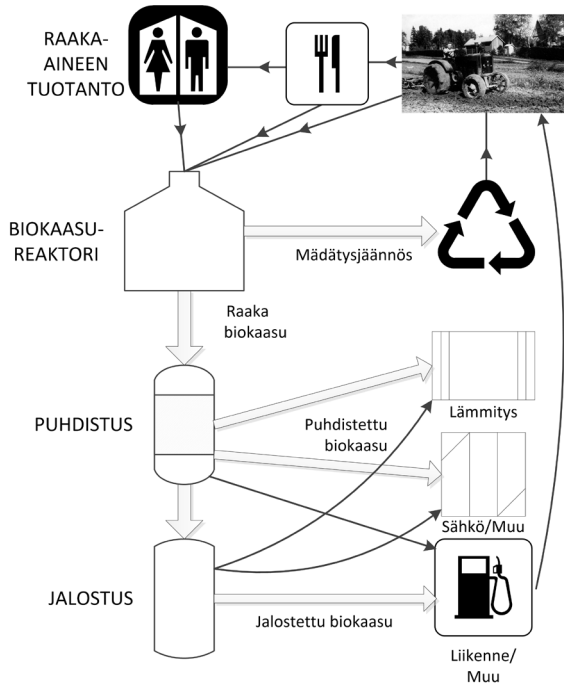 RAAKA-
AINEEN
TUOTANTO
BIOKAASU-
REAKTORI
Mädätysjäännös
Raaka
biokaasu
PUHDISTUS
Puhdistettu
biokaasu
Lämmitys
Sähkö/Muu
JALOSTUS
Jalostettu biokaasu
Liikenne/
Muu